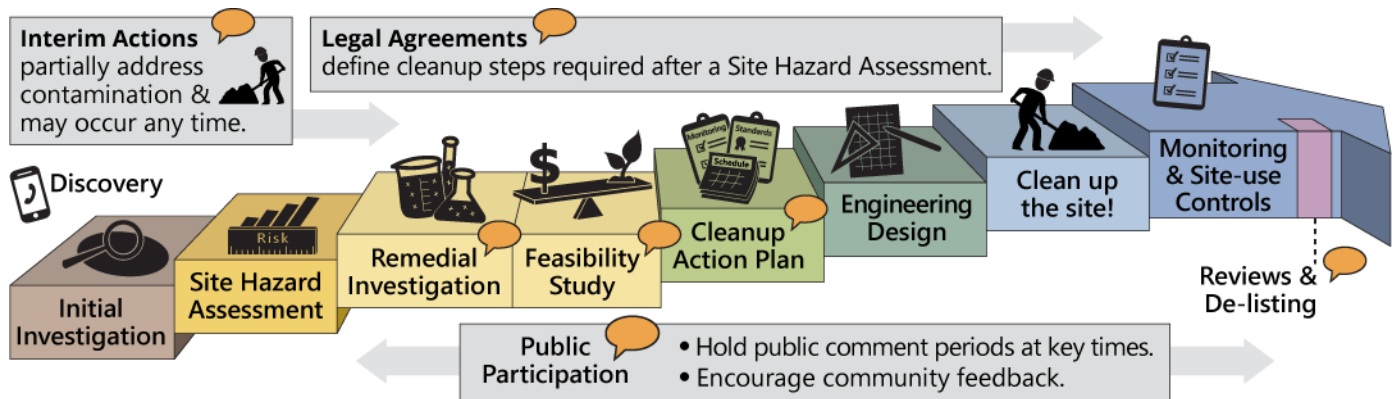 Interim Actions
partially address
contamination &
may occur any time.
Legal Agreements
define cleanup steps required after a Site Hazard Assessment.
Discovery
Initial
Investigation
Risk
Site Hazard
Assessment
Remedial
Investigation
$
Feasibility
Study
Monitoring
Standards
Schedule
Cleanup
Action Plan
Engineering
Design
Clean up
the site!
Monitoring
& Site-use
Controls
Reviews &
De-listing
Public
Participation
• Hold public comment periods at key times.
• Encourage community feedback.